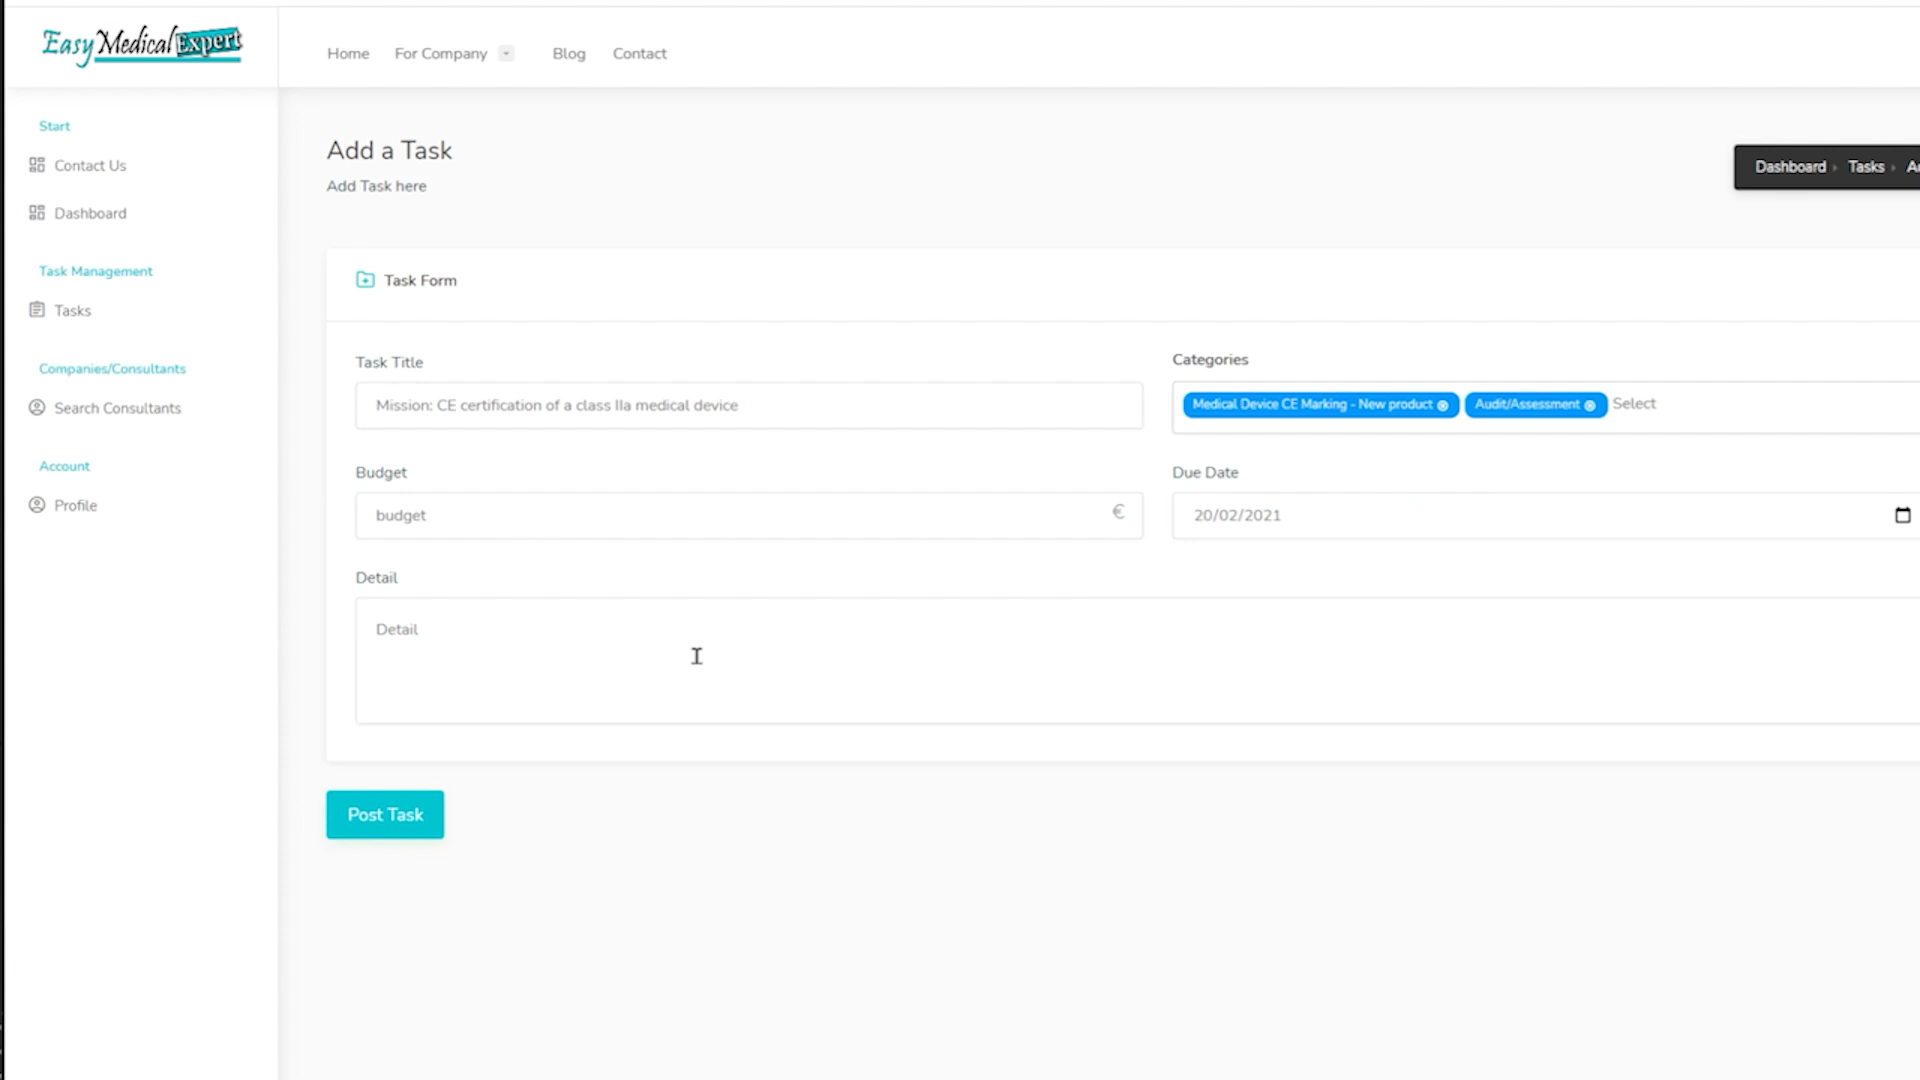 Easy Medical Expert
Home For Company Blog Contact
Start
Contact Us
Dashboard
Task Management
Tasks
Companies/Consultants
Search Consultants
Account
Profile
Add a Task
Add Task here
Dashboard Tasks
Task Form
Task Title
Mission: CE certification of a class IIa medical device
Categories
Medical Device CE Marking - New product Audit/Assessment Select
Budget
budget €
Due Date
20/02/2021
Detail
Detail
Post Task